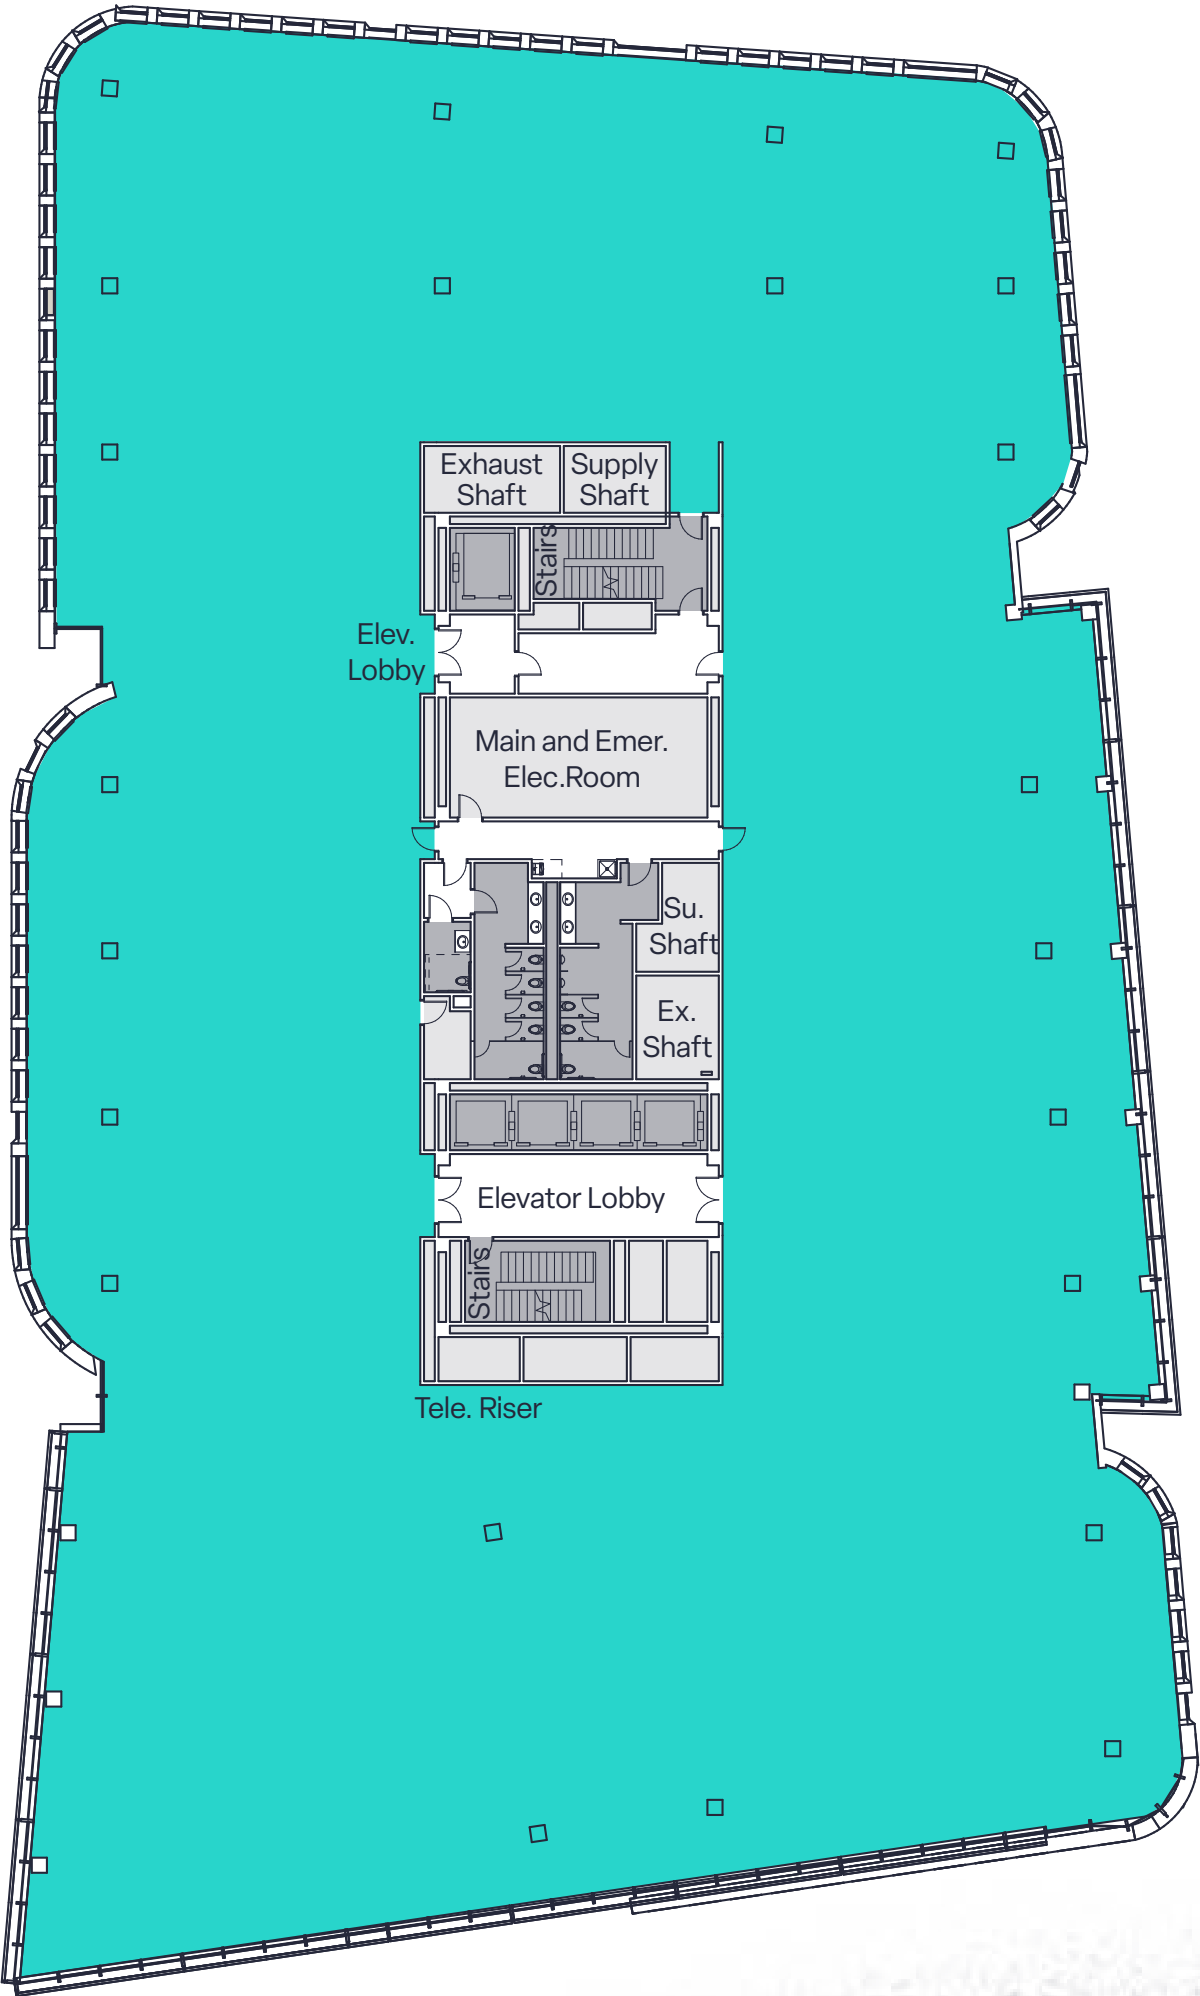 Exhaust
Shaft
Supply
Shaft
Stairs
Elev.
Lobby
Main and Emer.
Elec.Room
Su.
Shaft
Ex.
Shaft
Elevator Lobby
Stairs
Tele. Riser